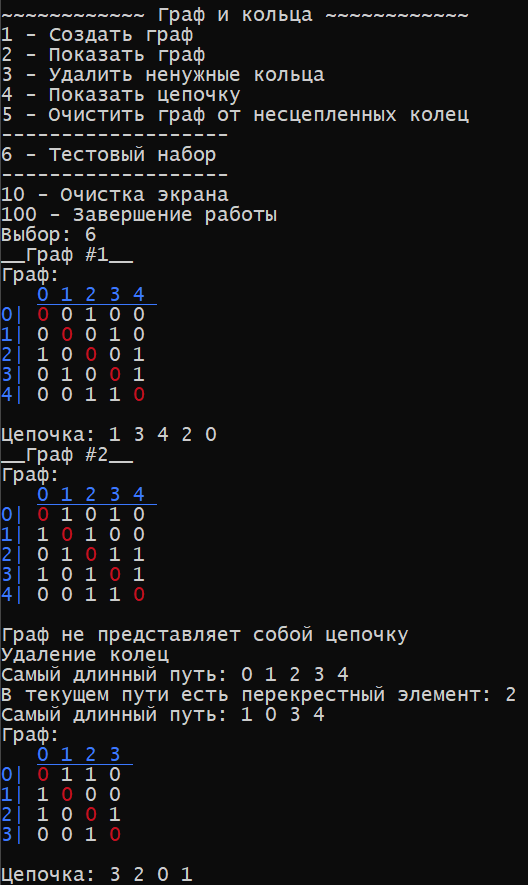 ~~~~~~~~~~~~ Граф и кольца ~~~~~~~~~~~~
1 - Создать граф
2 - Показать граф
3 - Удалить ненужные кольца
4 - Показать цепочку
5 - Очистить граф от несцепленных колец
-------------------
6 - Тестовый набор
-------------------
10 - Очистка экрана
100 - Завершение работы
Выбор: 6
__Граф #1__
Граф:
   0 1 2 3 4
0| 0 0 1 0 0
1| 0 0 0 1 0
2| 1 0 0 0 1
3| 0 1 0 0 1
4| 0 0 1 1 0

Цепочка: 1 3 4 2 0
__Граф #2__
Граф:
   0 1 2 3 4
0| 0 1 0 1 0
1| 1 0 1 0 0
2| 0 1 0 1 1
3| 1 0 1 0 1
4| 0 0 1 1 0

Граф не представляет собой цепочку
Удаление колец
Самый длинный путь: 0 1 2 3 4
В текущем пути есть перекрестный элемент: 2
Самый длинный путь: 1 0 3 4
Граф:
   0 1 2 3
0| 0 1 1 0
1| 1 0 0 0
2| 1 0 0 1
3| 0 0 1 0

Цепочка: 3 2 0 1